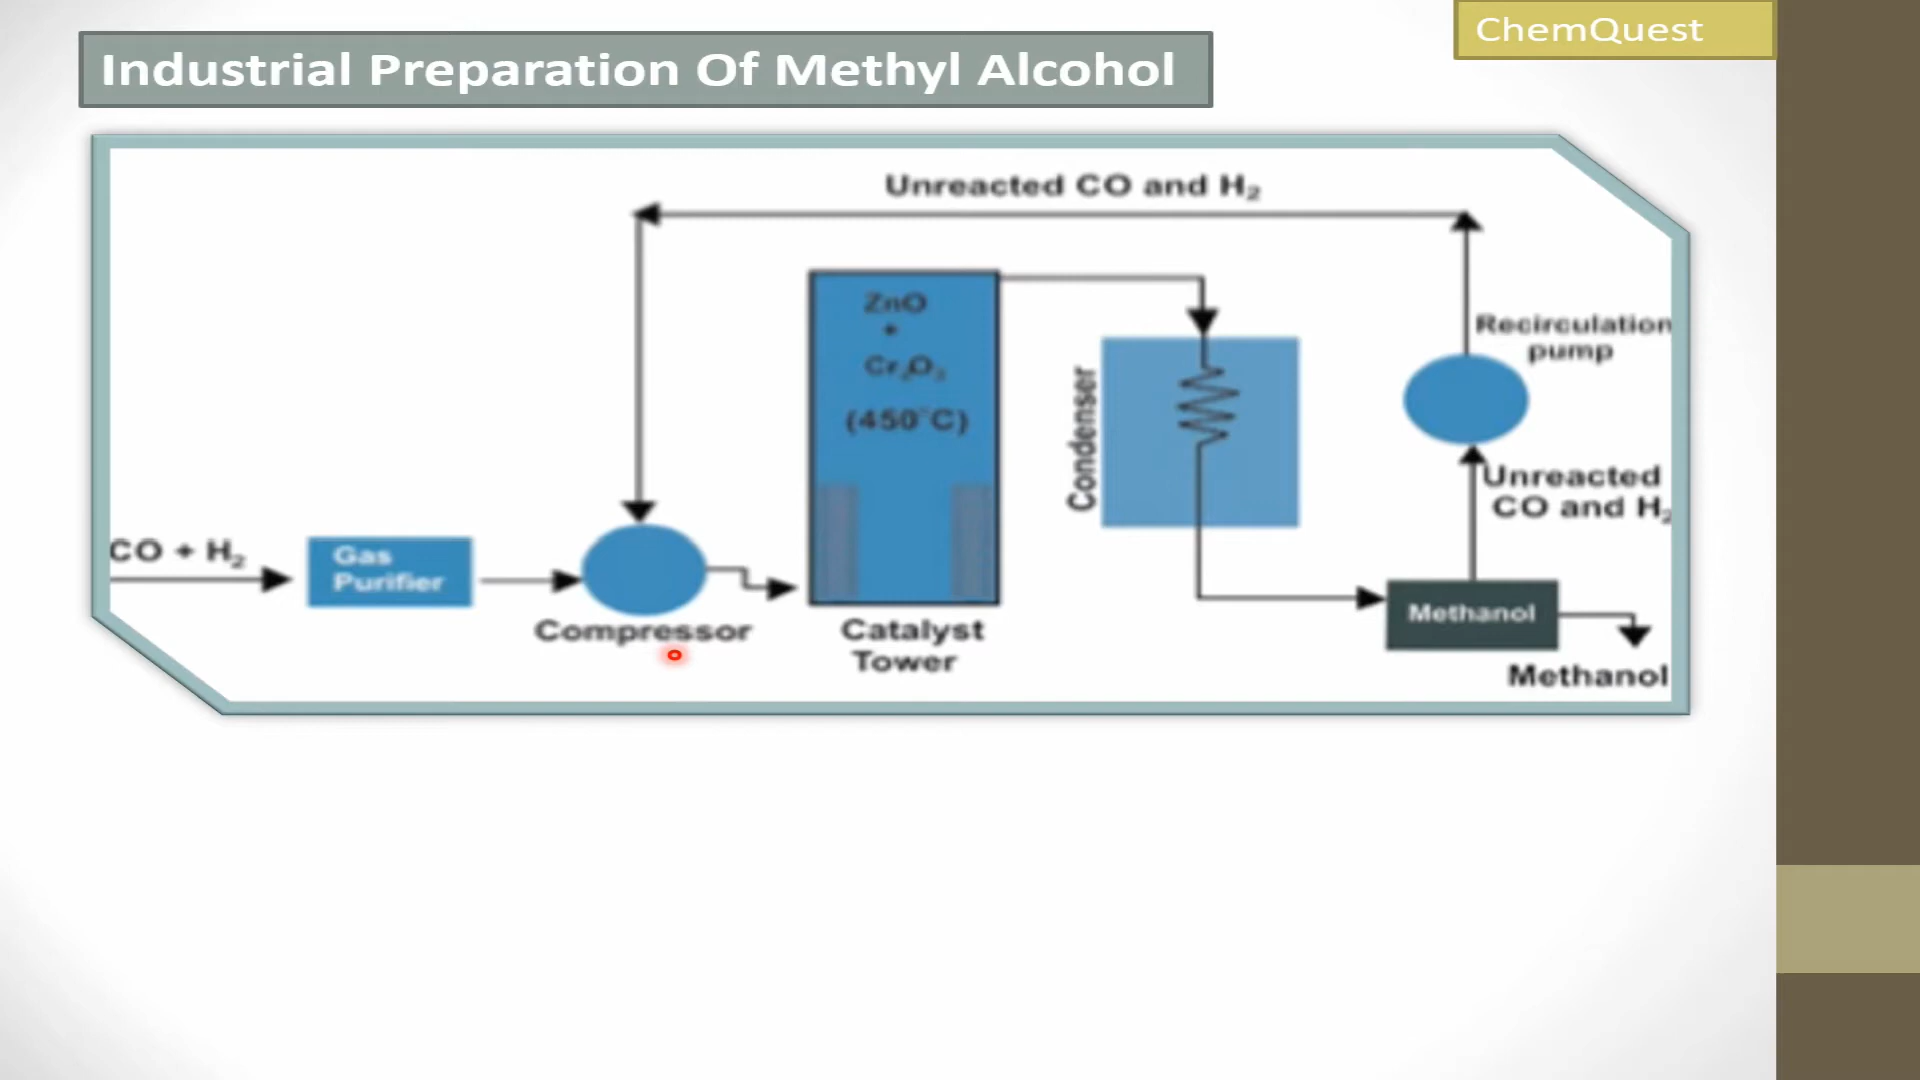 ChemQuest
Industrial Preparation Of Methyl Alcohol
Unreacted CO and H₂
ZnO
+
Cr₂O₃
(450°C)
Condenser
Recirculation
pump
Unreacted
CO and H₂
CO + H₂
Gas
Purifier
Compressor
Catalyst
Tower
Methanol
Methanol